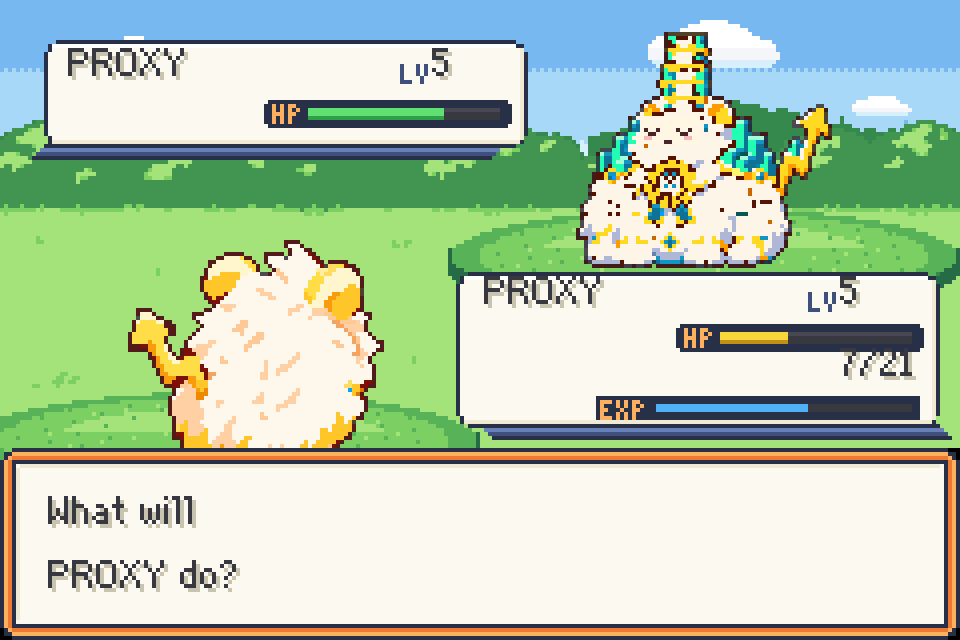 PROXY Lv5
HP
PROXY Lv5
HP
7/21
EXP
What will
PROXY do?